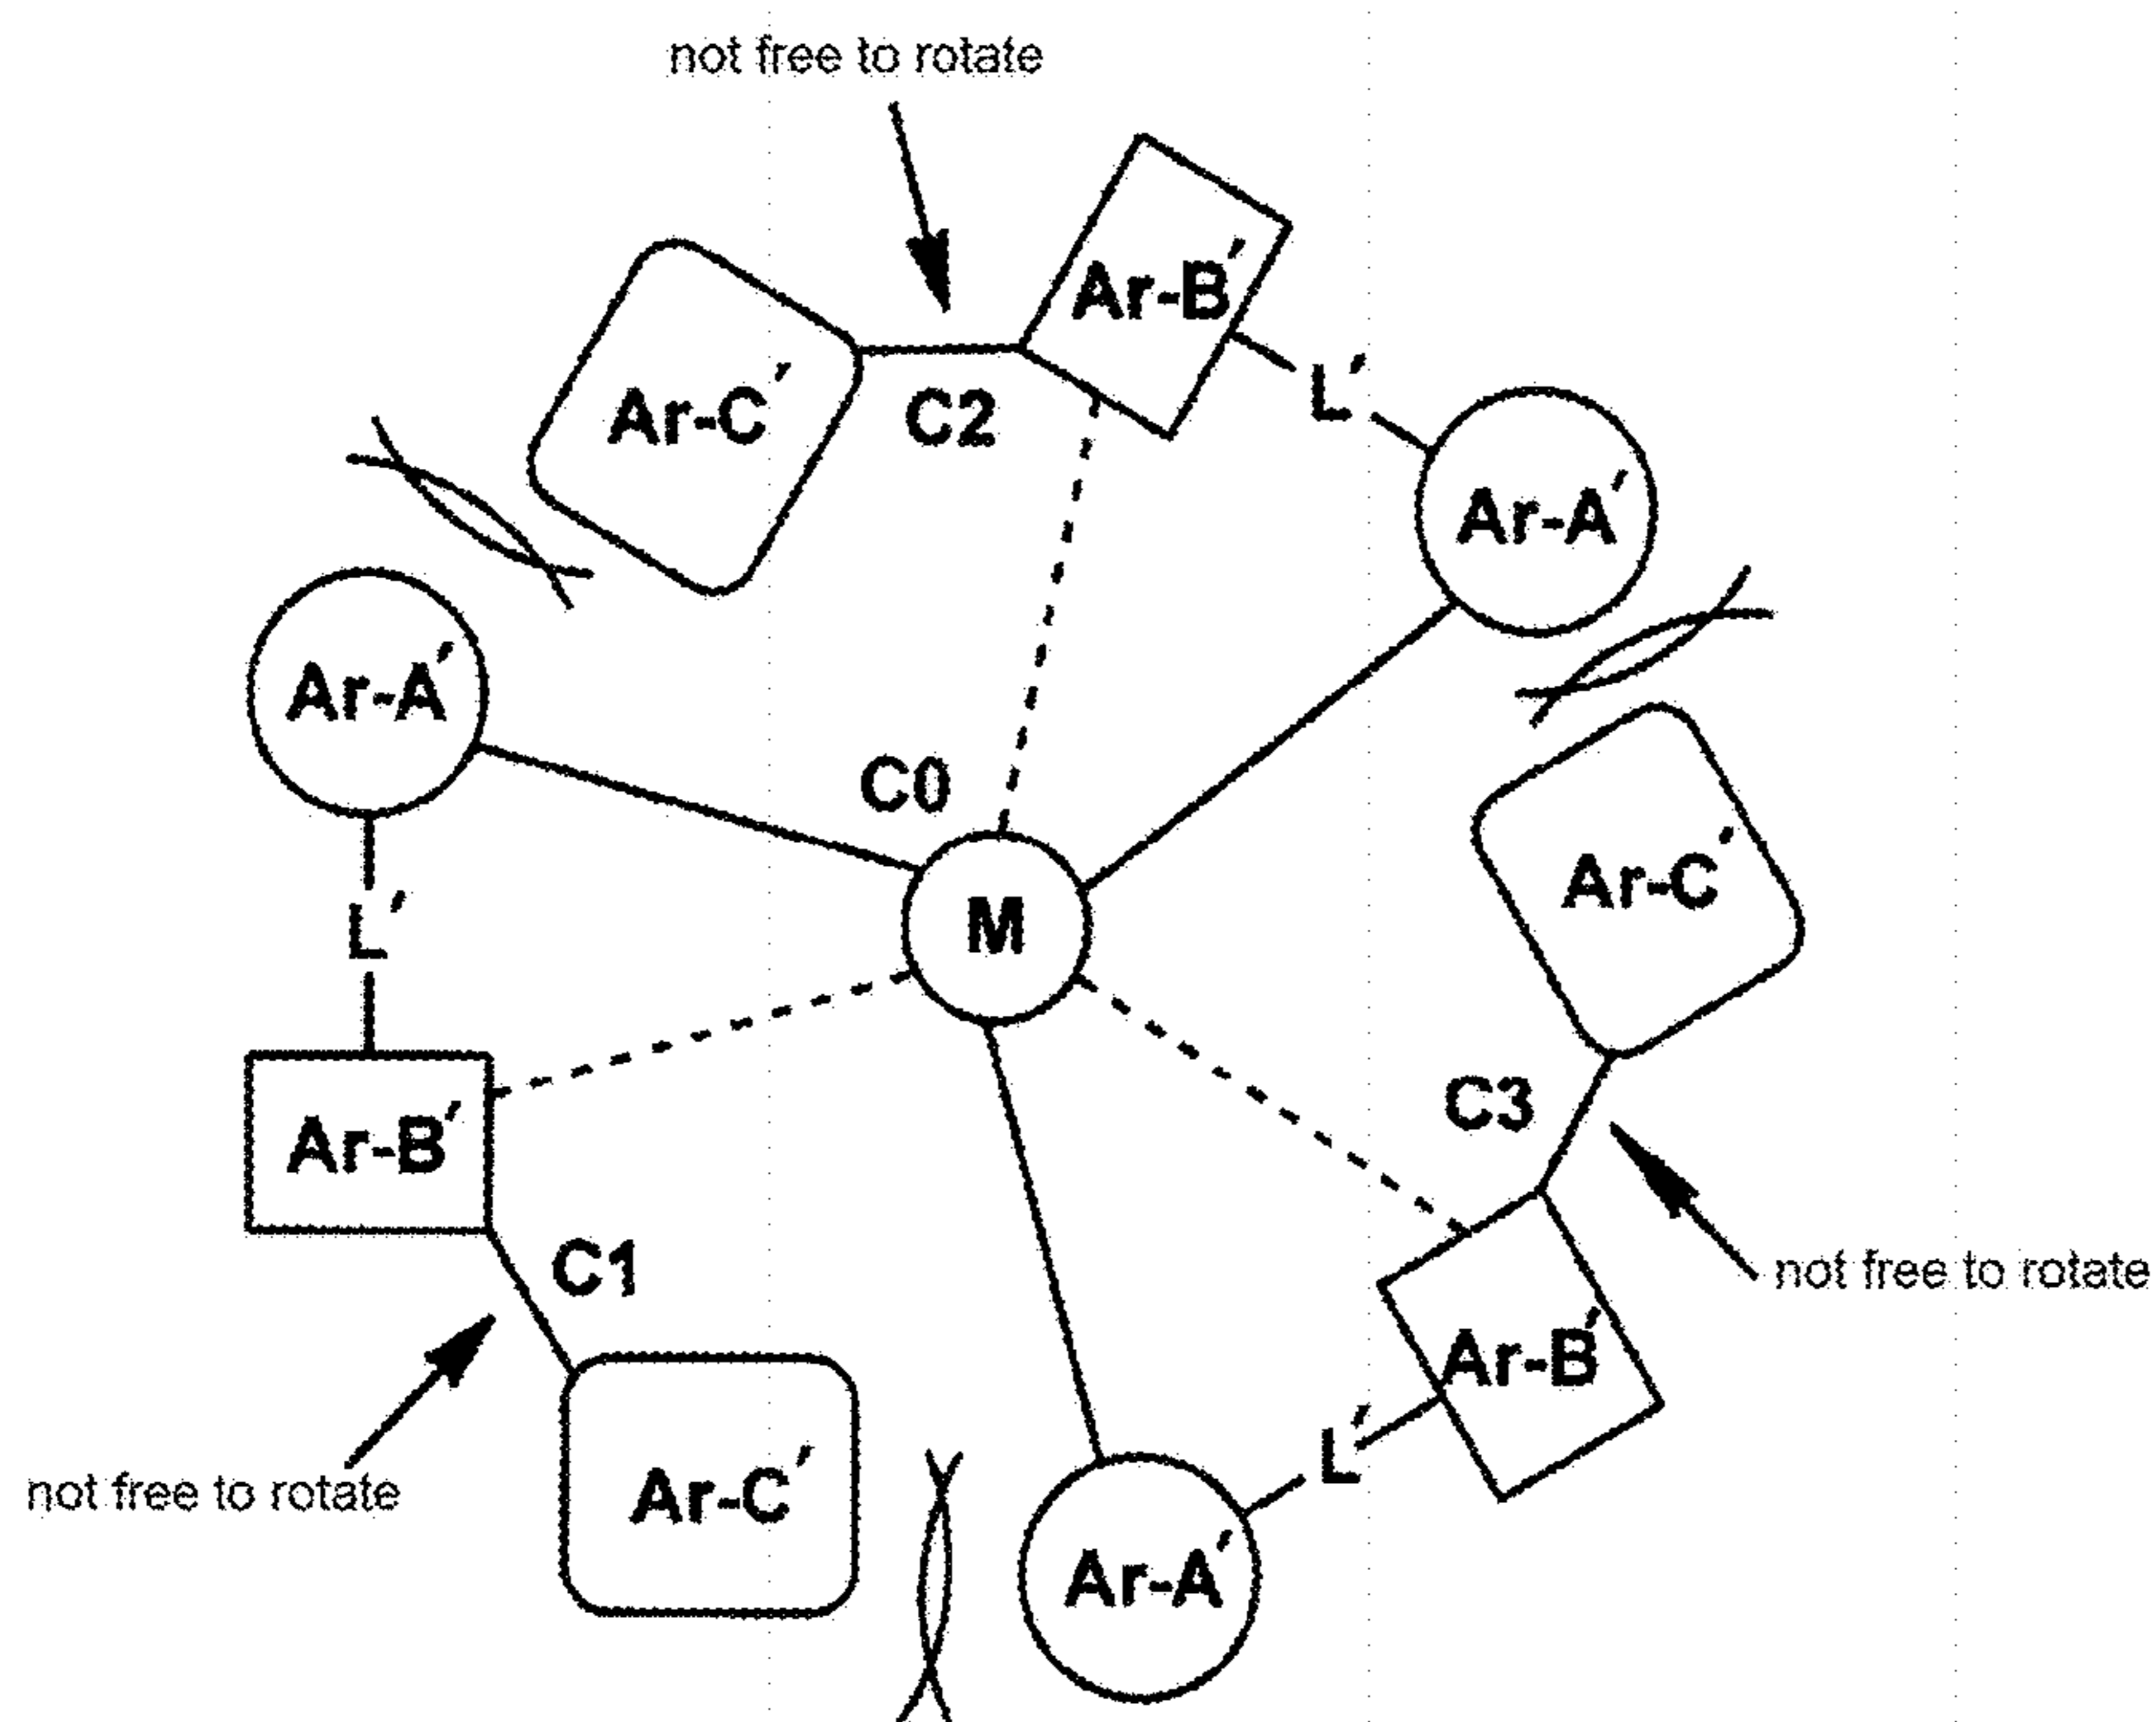 not free to rotate
Ar-B′
Ar-C′
C2
L′
Ar-A′
Ar-A′
C0
Ar-C′
M
L′
C3
Ar-B′
C1
not free to rotate
Ar-B′
L′
Ar-C′
not free to rotate
Ar-A′